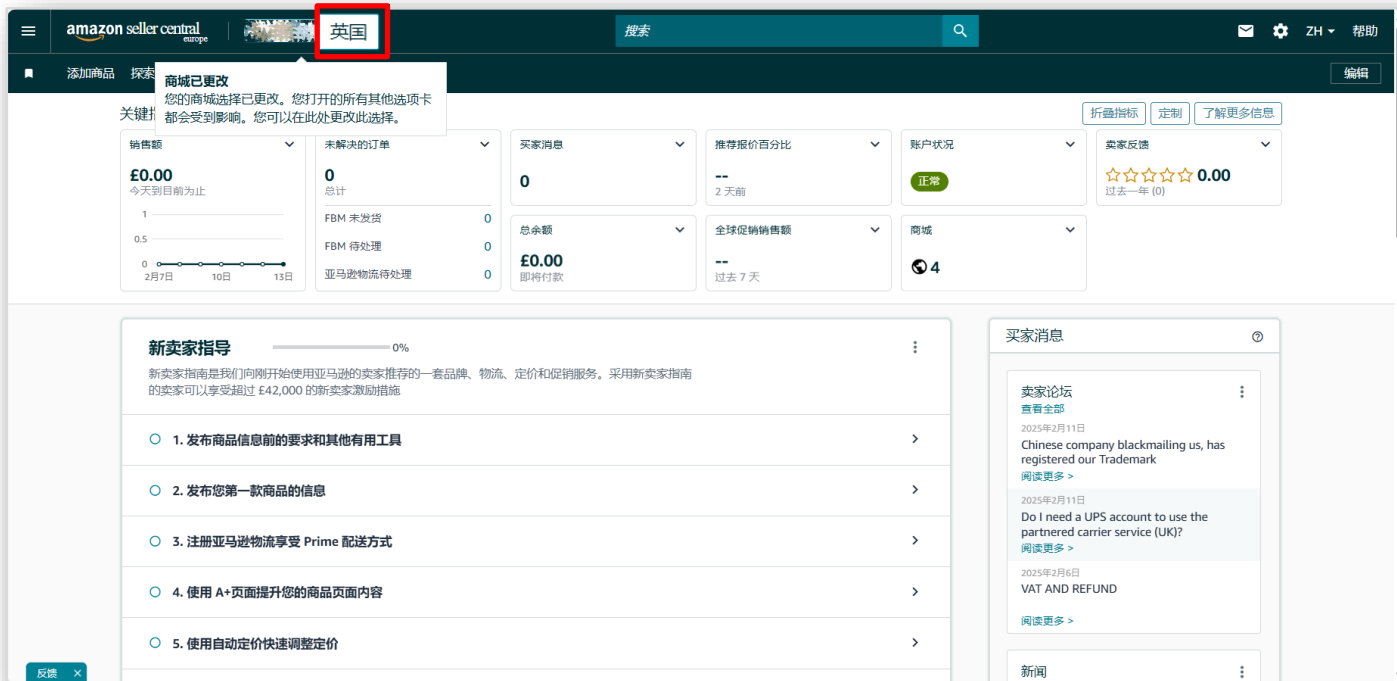 amazon seller central
europe
英国
搜索
ZH
帮助
添加商品 探索
编辑
商城已更改
您的商城选择已更改。您打开的所有其他选项卡
都会受到影响。您可以在此处更改此选择。
关键
折叠指标
定制
了解更多信息
销售额
£0.00
今天到目前为止
1
0.5
0
2月7日 10日 13日
未解决的订单
0
总计
FBM 未发货 0
FBM 待处理 0
亚马逊物流待处理 0
买家消息
0
推荐报价百分比
--
2 天前
账户状况
正常
卖家反馈
0.00
过去一年 (0)
总余额
£0.00
即将付款
全球促销销售额
--
过去 7 天
商城
4
新卖家指导
0%
新卖家指南是我们向刚开始使用亚马逊的卖家推荐的一套品牌、物流、定价和促销服务。采用新卖家指南
的卖家可以享受超过 £42,000 的新卖家激励措施
1. 发布商品信息前的要求和其他有用工具
2. 发布您第一款商品的信息
3. 注册亚马逊物流享受 Prime 配送方式
4. 使用 A+页面提升您的商品页面内容
5. 使用自动定价快速调整定价
买家消息
卖家论坛
查看全部
2025年2月11日
Chinese company blackmailing us, has
registered our Trademark
阅读更多 >
2025年2月11日
Do I need a UPS account to use the
partnered carrier service (UK)?
阅读更多 >
2025年2月6日
VAT AND REFUND
阅读更多 >
新闻
反馈 ×